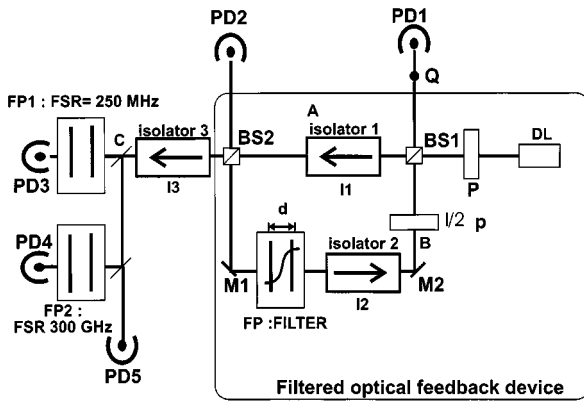 PD2
PD1
Q
FP1 : FSR= 250 MHz
A
isolator 1
isolator 3
C
BS2
BS1
DL
PD3
I3
I1
P
d
l/2 p
PD4
isolator 2
B
M1
M2
I2
FP2 :
FSR 300 GHz
FP :FILTER
PD5
Filtered optical feedback device